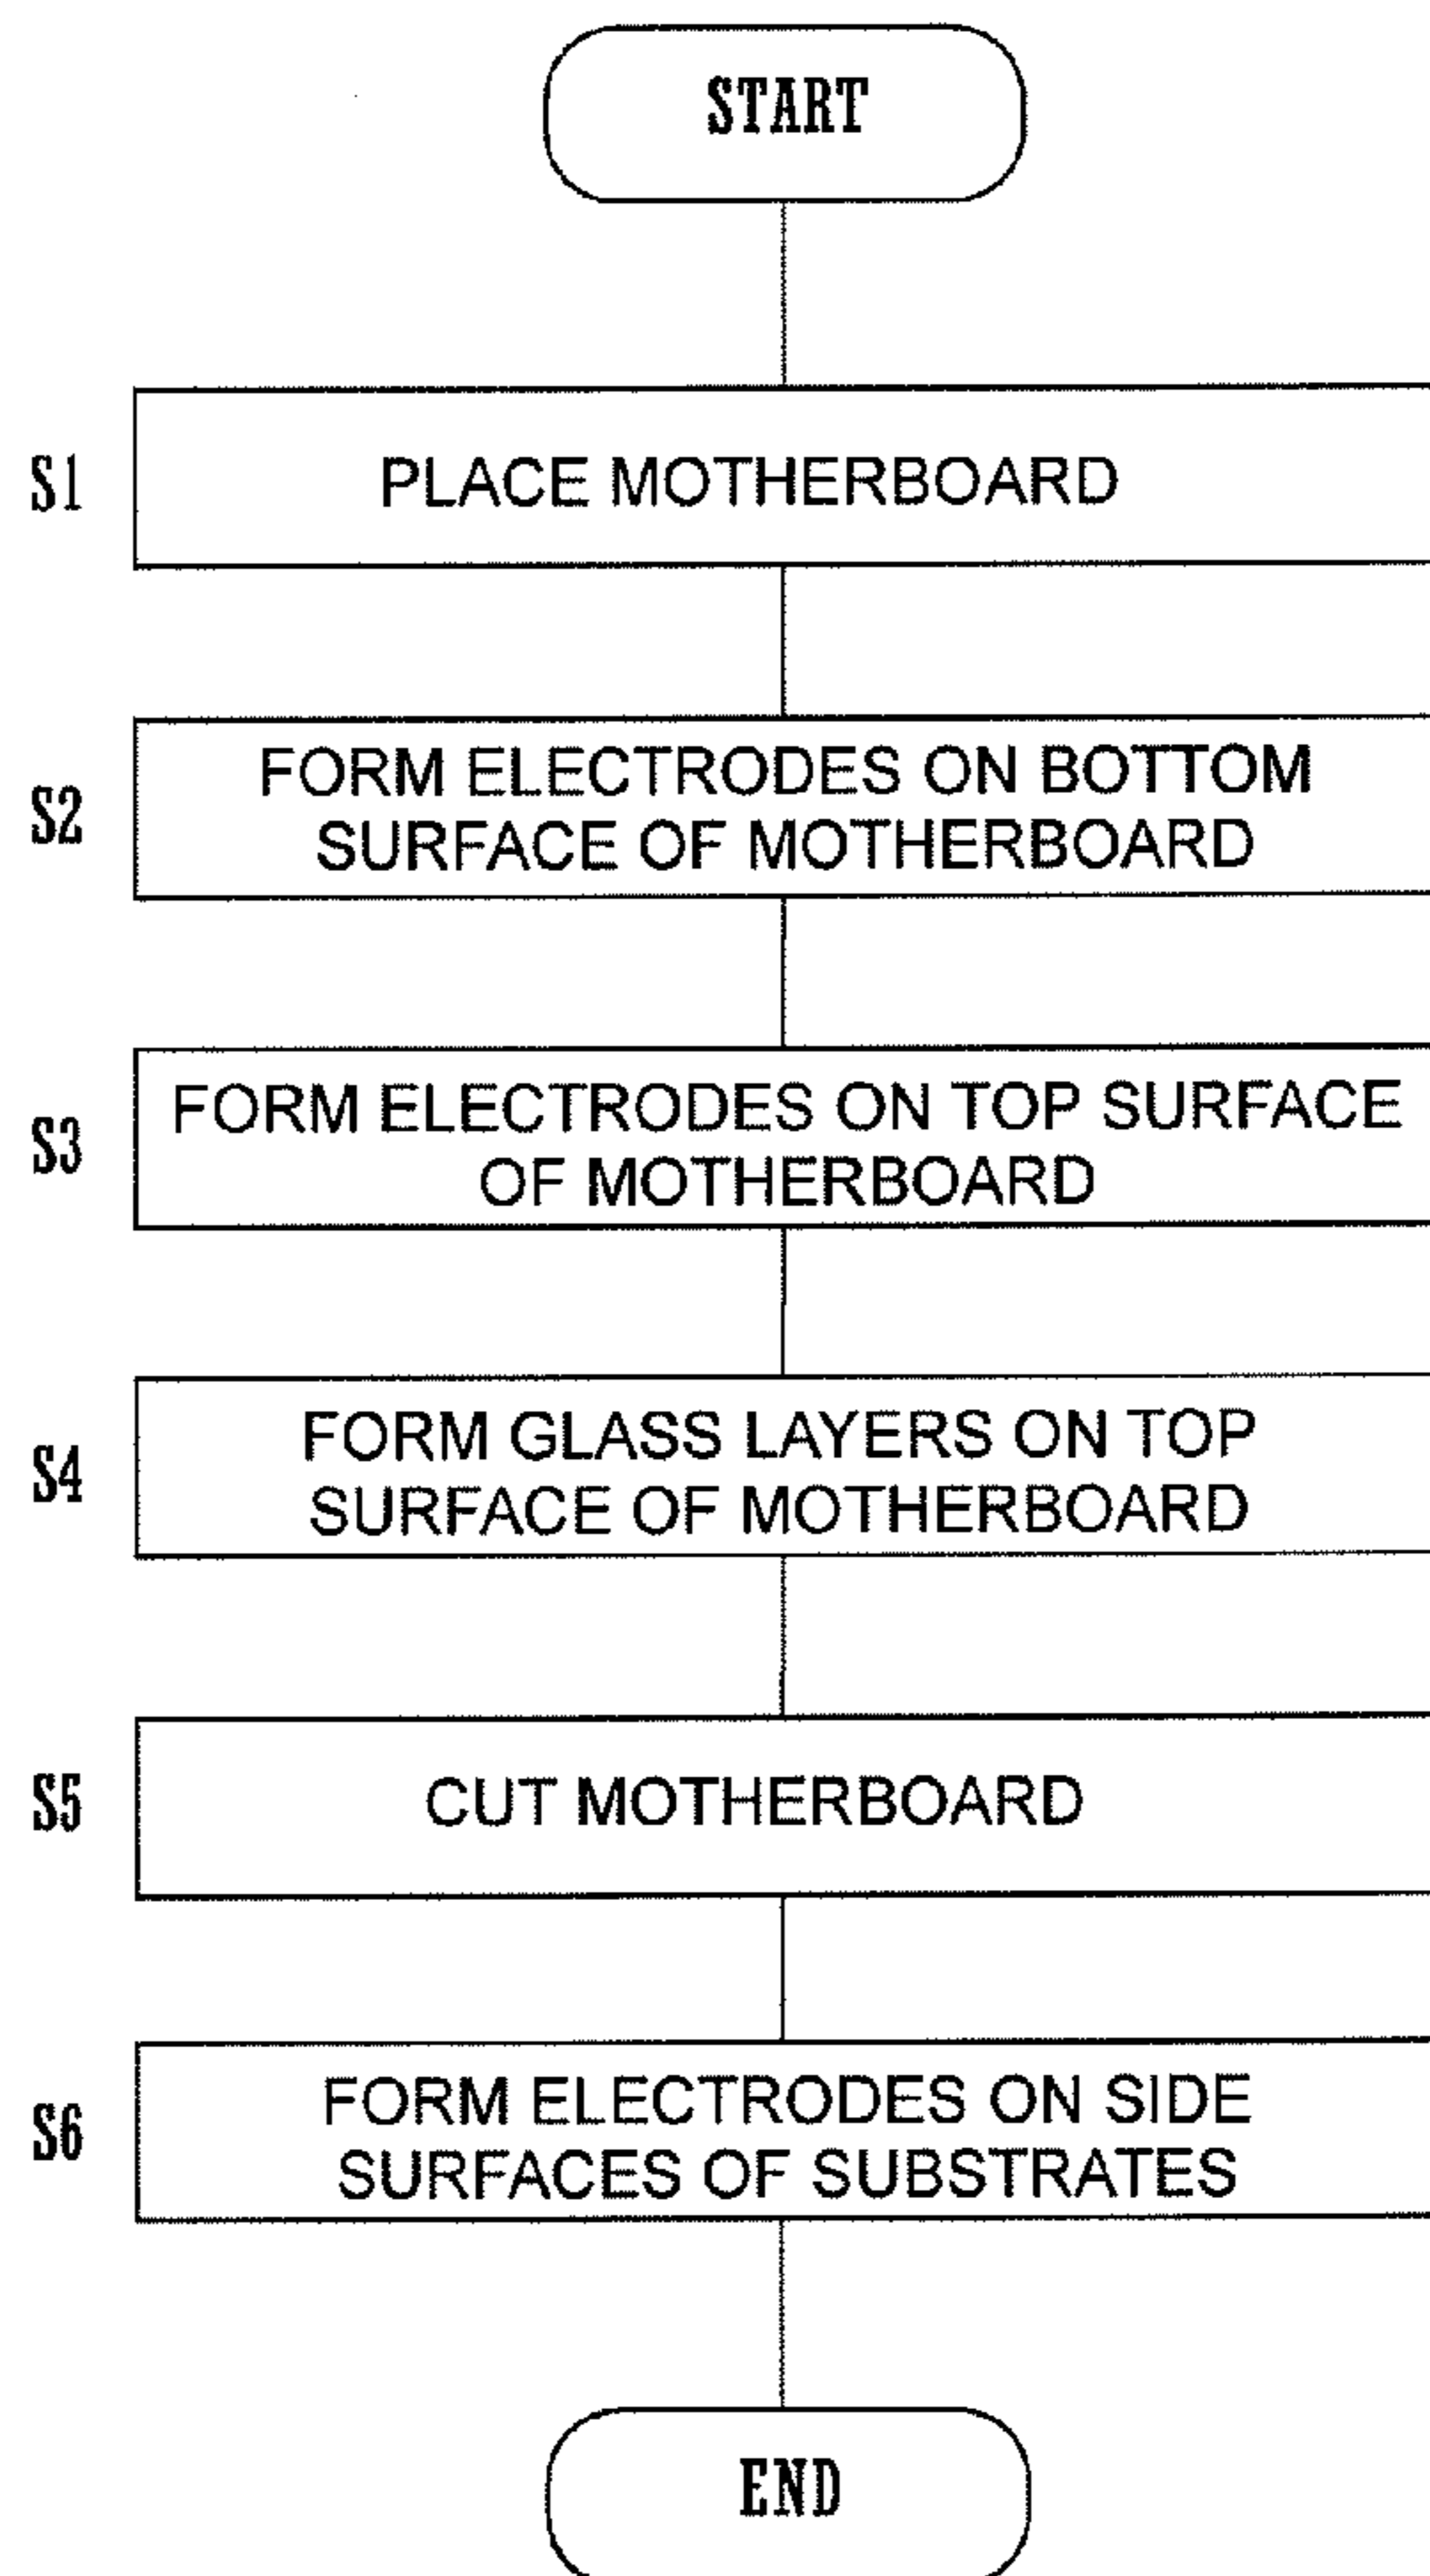 START
S1
PLACE MOTHERBOARD
S2
FORM ELECTRODES ON BOTTOM
SURFACE OF MOTHERBOARD
S3
FORM ELECTRODES ON TOP SURFACE
OF MOTHERBOARD
S4
FORM GLASS LAYERS ON TOP
SURFACE OF MOTHERBOARD
S5
CUT MOTHERBOARD
S6
FORM ELECTRODES ON SIDE
SURFACES OF SUBSTRATES
END